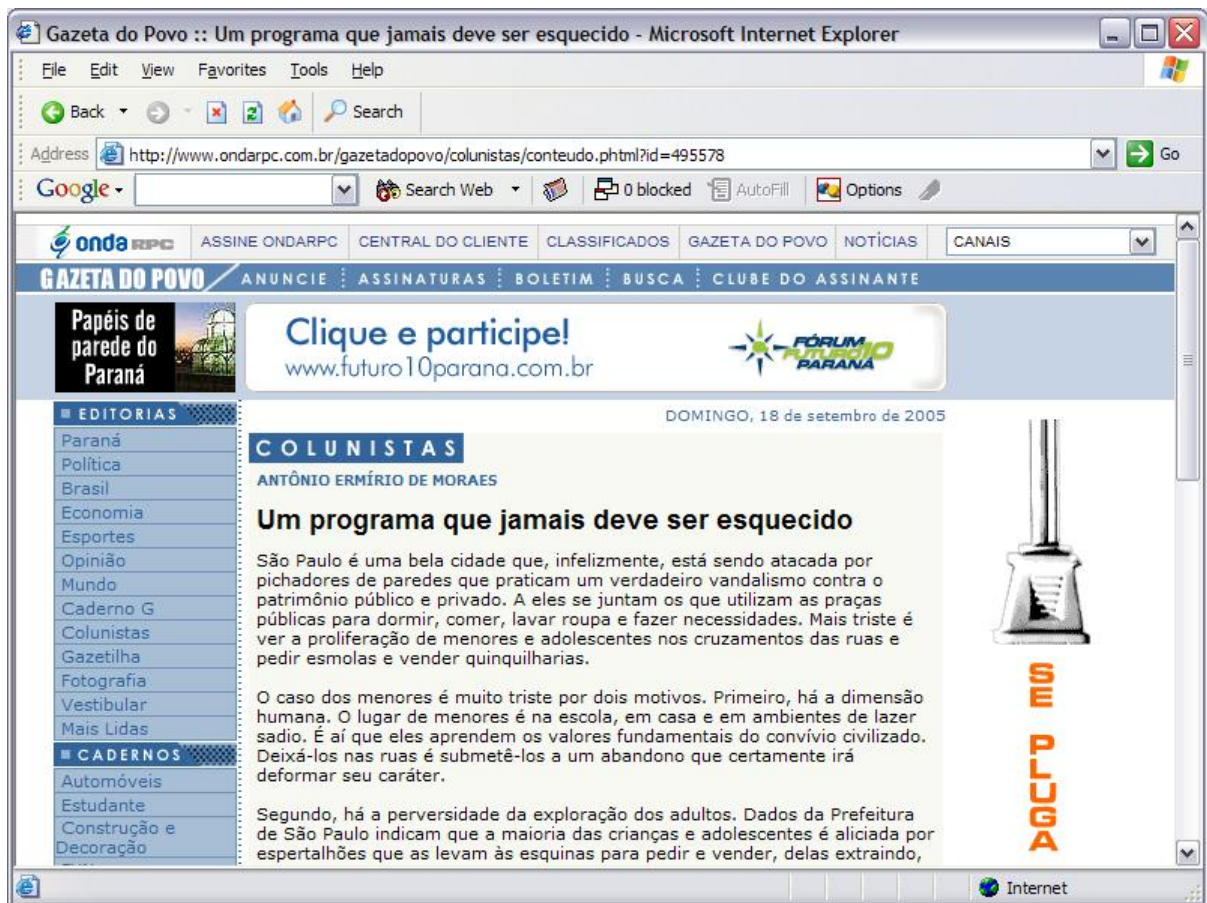 Gazeta do Povo :: Um programa que jamais deve ser esquecido - Microsoft Internet Explorer
File Edit View Favorites Tools Help
Back Search
Address http://www.ondarpc.com.br/gazetadopovo/colunistas/conteudo.phtml?id=495578 Go
Google Search Web 0 blocked AutoFill Options
onda RPC ASSINE ONDARPC CENTRAL DO CLIENTE CLASSIFICADOS GAZETA DO POVO NOTÍCIAS CANAIS
GAZETA DO POVO ANUNCIE ASSINATURAS BOLETIM BUSCA CLUBE DO ASSINANTE
Papéis de
parede do
Paraná
Clique e participe!
www.futuro10parana.com.br
FÓRUM
FUTURO 10
PARANÁ
EDITORIAS
Paraná
Política
Brasil
Economia
Esportes
Opinião
Mundo
Caderno G
Colunistas
Gazetilha
Fotografia
Vestibular
Mais Lidas
CADERNOS
Automóveis
Estudante
Construção e
Decoração
DOMINGO, 18 de setembro de 2005
COLUNISTAS
ANTÔNIO ERMÍRIO DE MORAES
Um programa que jamais deve ser esquecido
São Paulo é uma bela cidade que, infelizmente, está sendo atacada por
pichadores de paredes que praticam um verdadeiro vandalismo contra o
patrimônio público e privado. A eles se juntam os que utilizam as praças
públicas para dormir, comer, lavar roupa e fazer necessidades. Mais triste é
ver a proliferação de menores e adolescentes nos cruzamentos das ruas e
pedir esmolas e vender quinquilharias.
O caso dos menores é muito triste por dois motivos. Primeiro, há a dimensão
humana. O lugar de menores é na escola, em casa e em ambientes de lazer
sadio. É aí que eles aprendem os valores fundamentais do convívio civilizado.
Deixá-los nas ruas é submetê-los a um abandono que certamente irá
deformar seu caráter.
Segundo, há a perversidade da exploração dos adultos. Dados da Prefeitura
de São Paulo indicam que a maioria das crianças e adolescentes é aliciada por
espertalhões que as levam às esquinas para pedir e vender, delas extraindo,
SE PLUGA
Internet